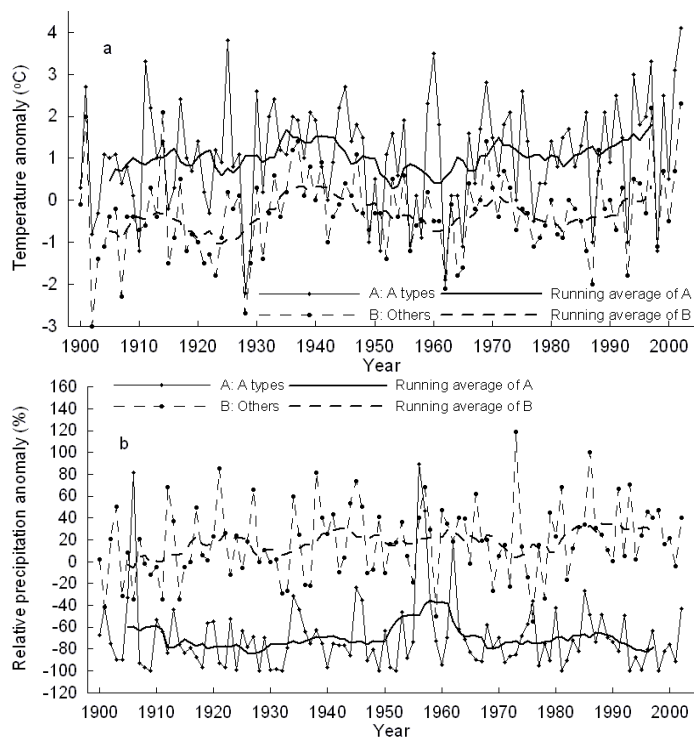 a
Temperature anomaly (°C)
4
3
2
1
0
-1
-2
-3
A: A types Running average of A
B: Others Running average of B
1900 1910 1920 1930 1940 1950 1960 1970 1980 1990 2000
Year
A: A types Running average of A
B: Others Running average of B
b
Relative precipitation anomaly (%)
160
140
120
100
80
60
40
20
0
-20
-40
-60
-80
-100
-120
1900 1910 1920 1930 1940 1950 1960 1970 1980 1990 2000
Year